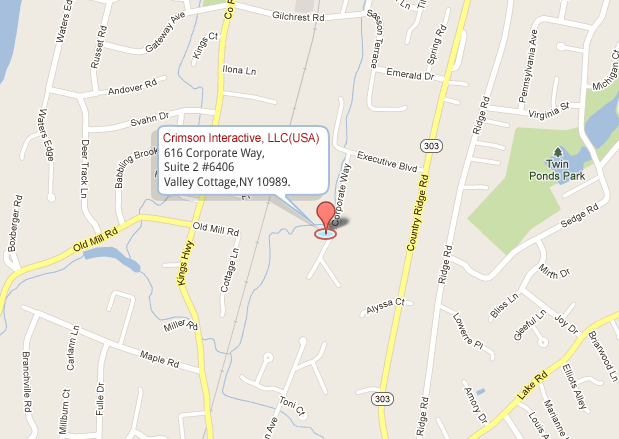 Waters Edge
Russet Rd
Gateway Ave
Gilchrest Rd
Sasson Terrace
Kings Ct
Spring Rd
Pennsylvania Ave
Michigan Ct
Ilona Ln
Emerald Dr
Andover Rd
Ridge Rd
Virginia St
Svahn Dr
303
Waters Edge
Deer Track Ln
Babbling Brook
Crimson Interactive, LLC(USA)
616 Corporate Way,
Suite 2 #6406
Valley Cottage,NY 10989.
Executive Blvd
Twin
Ponds Park
Corporate Way
Country Ridge Rd
Sedge Rd
Boxberger Rd
Old Mill Rd
Old Mill Rd
Kings Hwy
Cottage Ln
Ridge Rd
Mirth Dr
Bliss Ln
Alyssa Ct
Gleeful Ln
Joy Dr
Lowerre Pl
Miller Rd
Briarwood Ln
Carlann Ln
Maple Rd
Branchville Rd
Millburn Ct
Fulle Dr
Toni Ct
303
Lake Rd
Elliots Alley
Amory Dr
Ridge Rd
Louis
Marianne